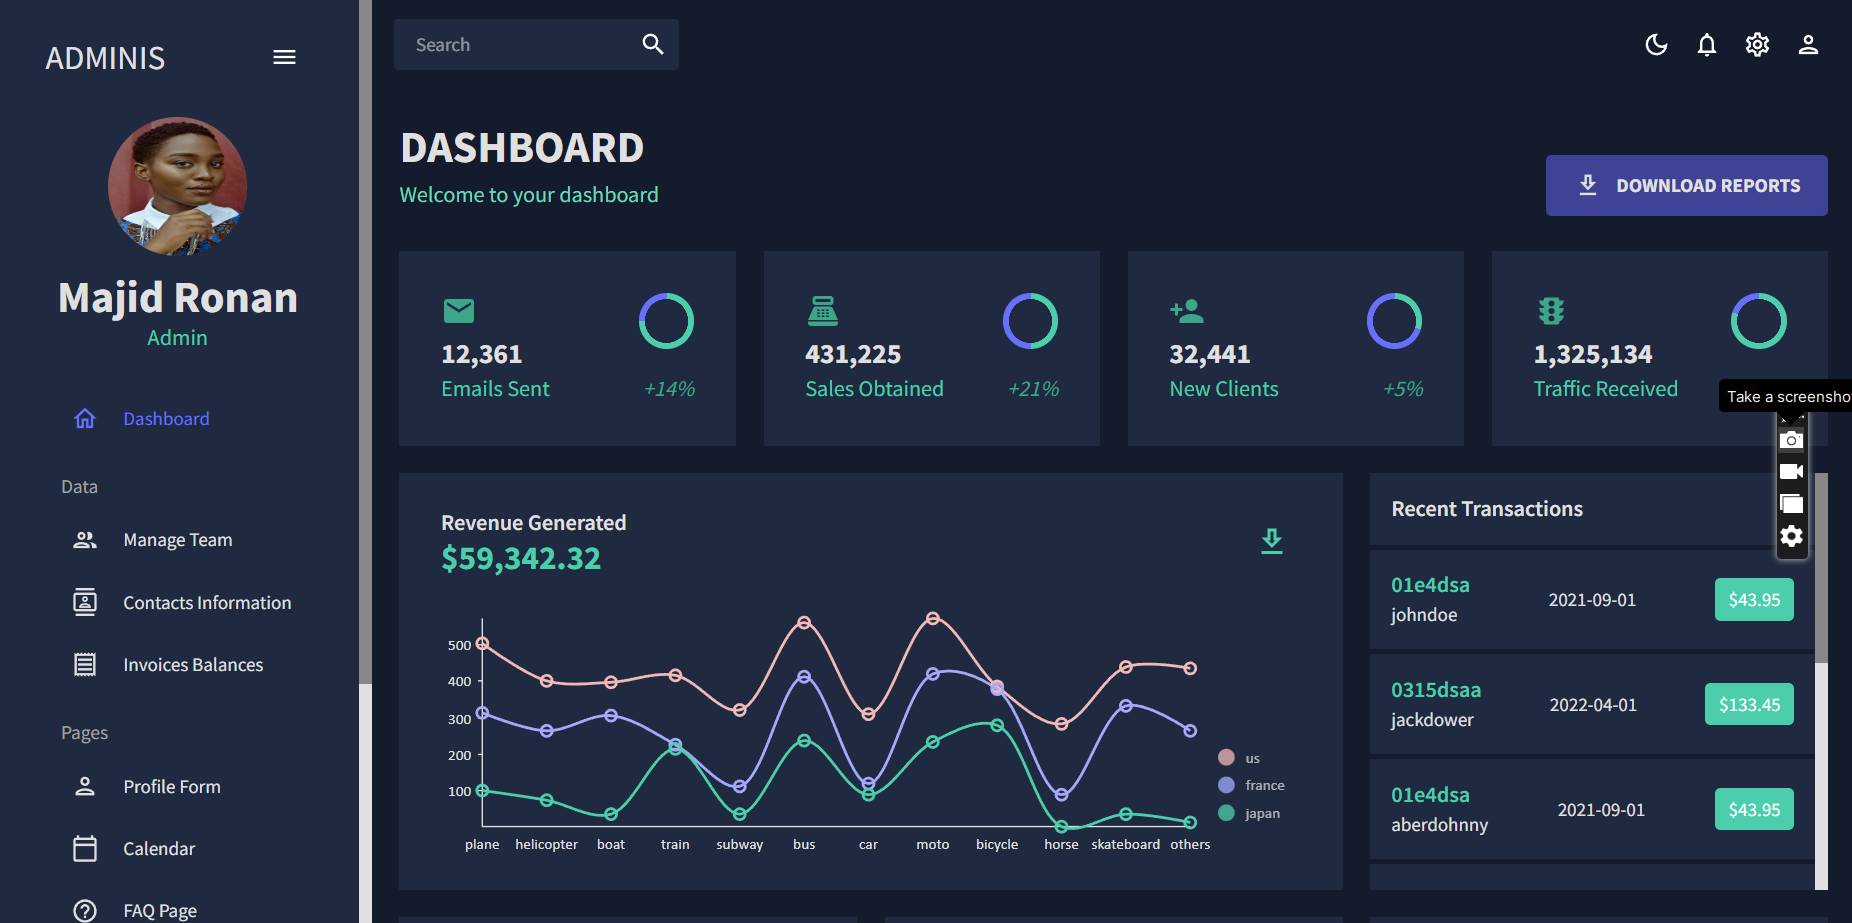 ADMINIS
Search
Majid Ronan
Admin
Dashboard
Data
Manage Team
Contacts Information
Invoices Balances
Pages
Profile Form
Calendar
FAQ Page
DASHBOARD
Welcome to your dashboard
DOWNLOAD REPORTS
12,361
Emails Sent
+14%
431,225
Sales Obtained
+21%
32,441
New Clients
+5%
1,325,134
Traffic Received
Take a screensho
Revenue Generated
$59,342.32
500
400
300
200
100
plane helicopter boat train subway bus car moto bicycle horse skateboard others
us
france
japan
Recent Transactions
01e4dsa
johndoe
2021-09-01
$43.95
0315dsaa
jackdower
2022-04-01
$133.45
01e4dsa
aberdohnny
2021-09-01
$43.95